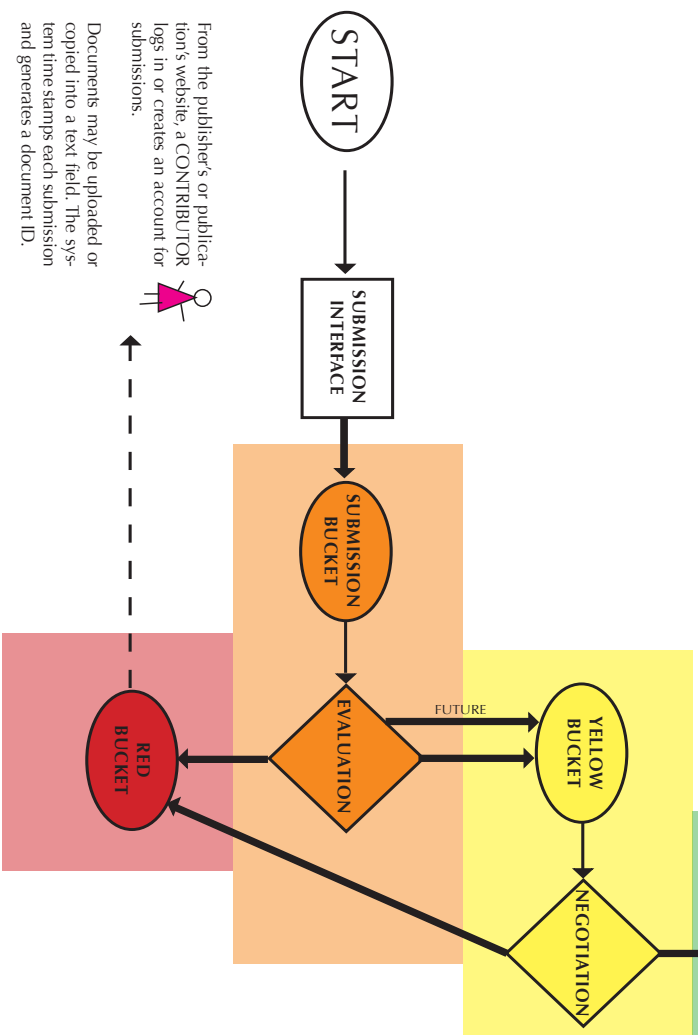 START
From the publisher's or publica-
tion's website, a CONTRIBUTOR
logs in or creates an account for
submissions.
Documents may be uploaded or
copied into a text field. The sys-
tem time stamps each submission
and generates a document ID.
SUBMISSION
INTERFACE
SUBMISSION
BUCKET
EVALUATION
FUTURE
YELLOW
BUCKET
RED
BUCKET
NEGOTIATION